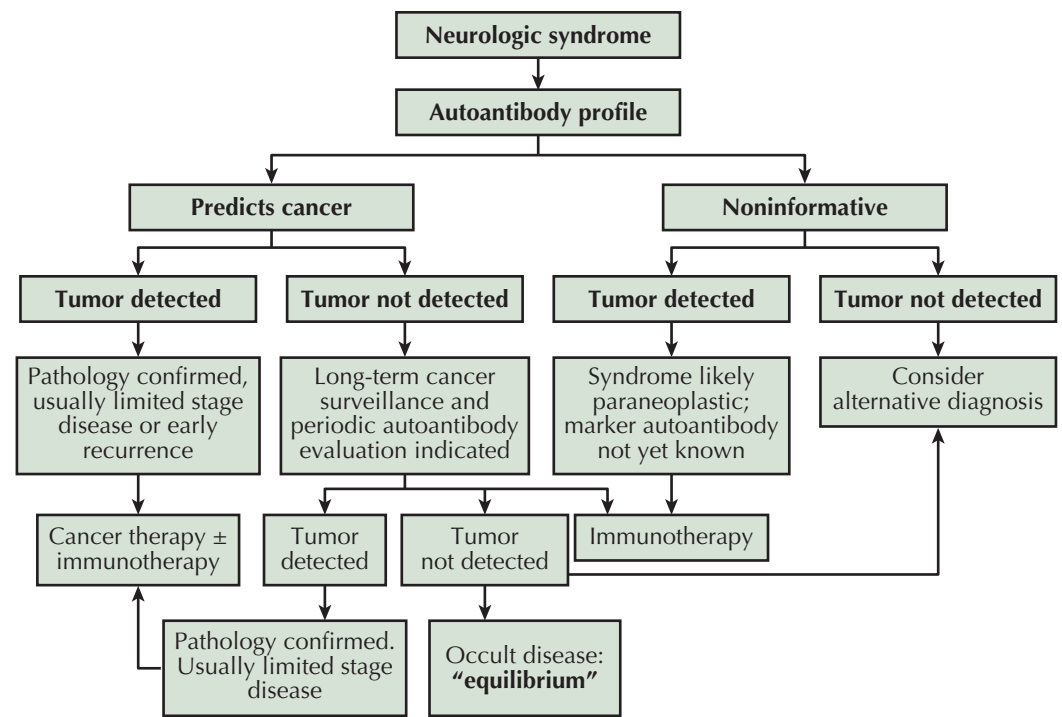 Neurologic syndrome
Autoantibody profile
Predicts cancer
Noninformative
Tumor detected
Tumor not detected
Tumor detected
Tumor not detected
Pathology confirmed,
usually limited stage
disease or early
recurrence
Long-term cancer
surveillance and
periodic autoantibody
evaluation indicated
Syndrome likely
paraneoplastic;
marker autoantibody
not yet known
Consider
alternative diagnosis
Cancer therapy ±
immunotherapy
Tumor
detected
Tumor
not detected
Immunotherapy
Pathology confirmed.
Usually limited stage
disease
Occult disease:
“equilibrium”